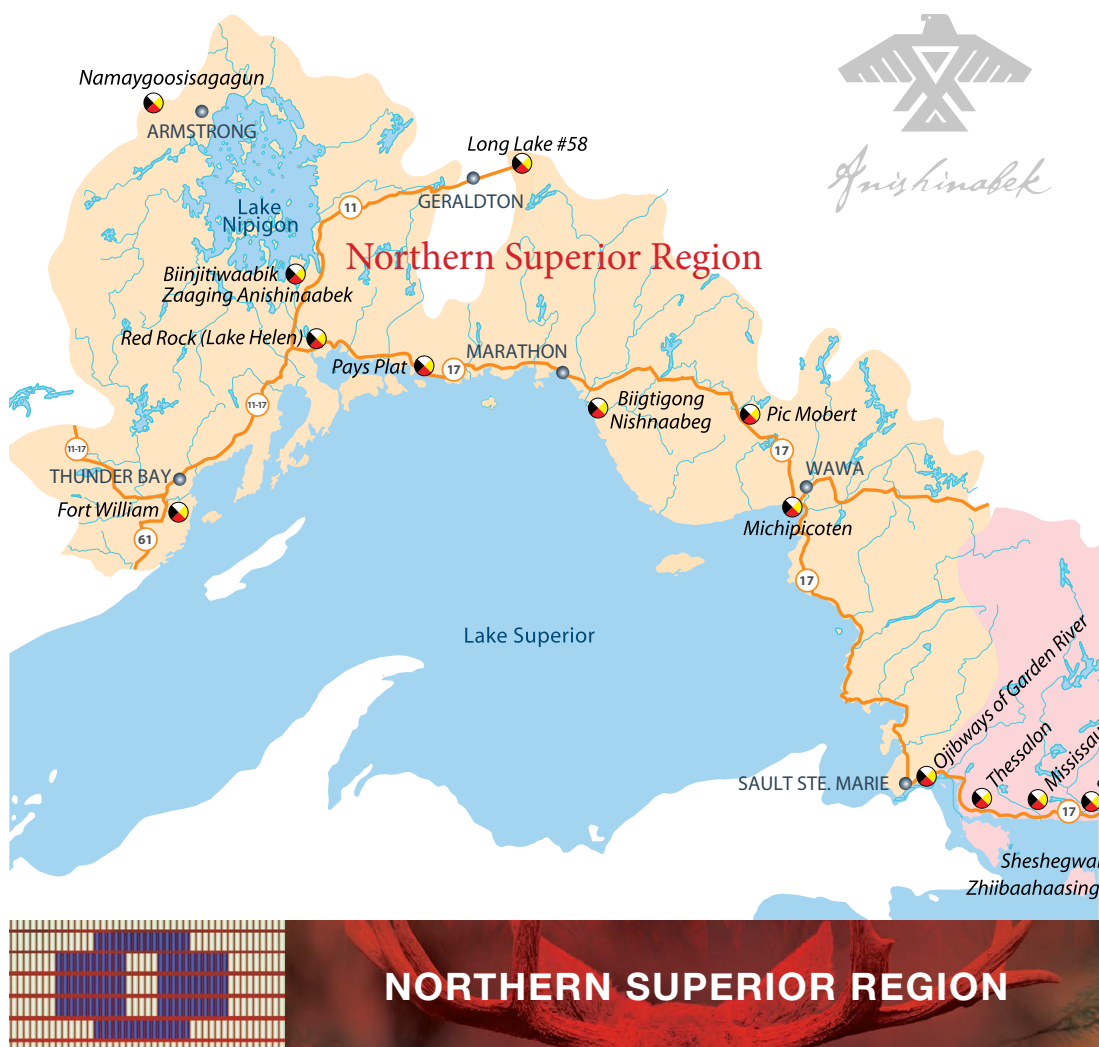 Namaygoosisagagun
ARMSTRONG
Anishinabek
Long Lake #58
GERALDTON
11
Lake
Nipigon
Northern Superior Region
Biinjitiwaabik
Zaaging Anishinaabek
Red Rock (Lake Helen)
MARATHON
Pays Plat
17
Biigtigong
Nishnaabeg
Pic Mobert
11-17
11-17
17
WAWA
THUNDER BAY
Fort William
Michipicoten
61
17
Lake Superior
Ojibways of Garden River
Thessalon
SAULT STE. MARIE
17
NORTHERN SUPERIOR REGION